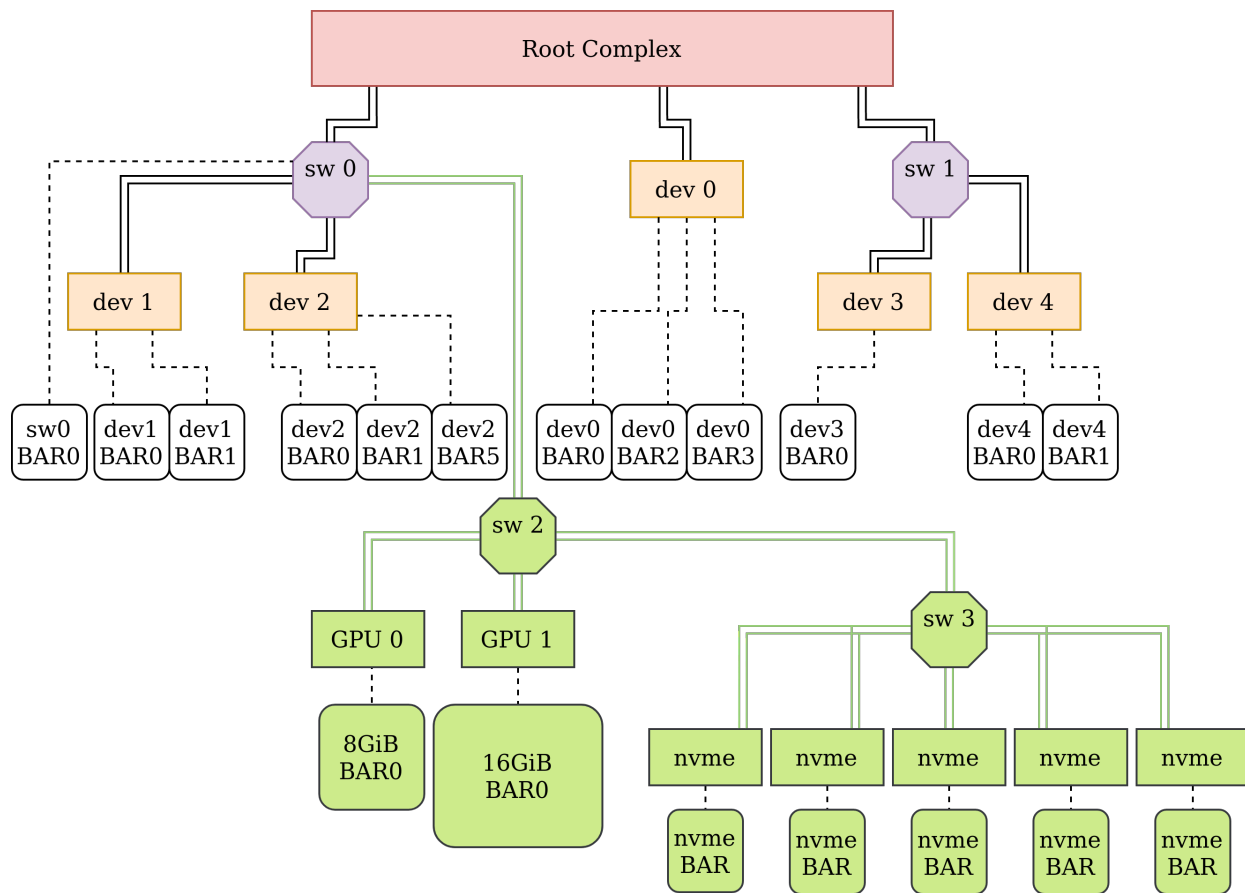 Root Complex
sw 0
dev 0
sw 1
dev 1
dev 2
dev 3
dev 4
sw0
BAR0
dev1
BAR0
dev1
BAR1
dev2
BAR0
dev2
BAR1
dev2
BAR5
dev0
BAR0
dev0
BAR2
dev0
BAR3
dev3
BAR0
dev4
BAR0
dev4
BAR1
sw 2
sw 3
GPU 0
GPU 1
8GiB
BAR0
16GiB
BAR0
nvme
nvme
nvme
nvme
nvme
nvme
BAR
nvme
BAR
nvme
BAR
nvme
BAR
nvme
BAR